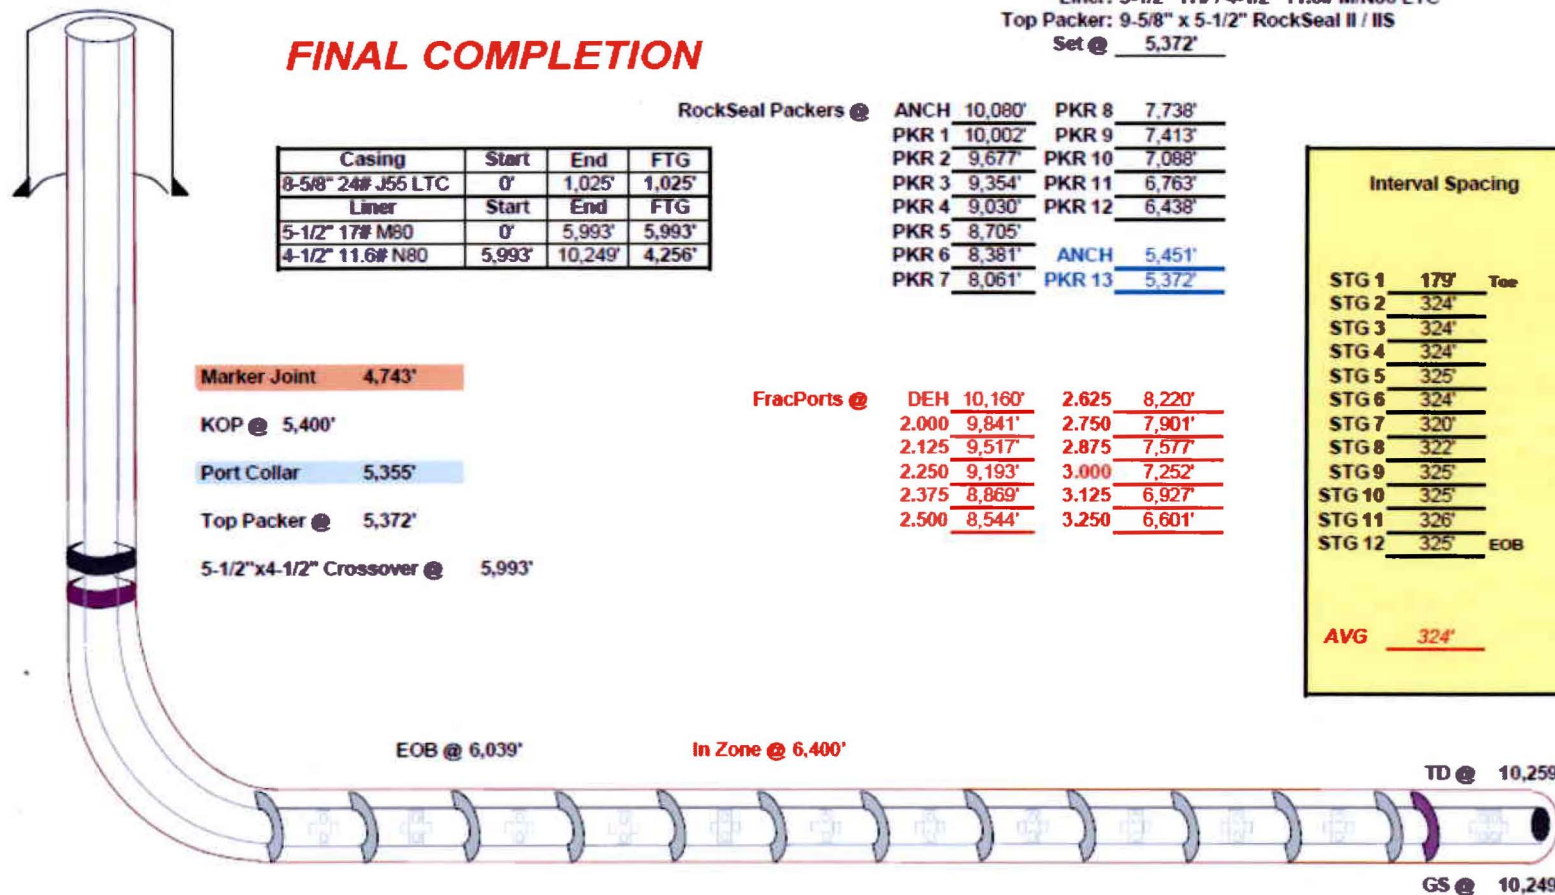 Liner: 5-1/2" 17# / 4-1/2" 11.6# M/N80 LTC
Top Packer: 9-5/8" x 5-1/2" RockSeal II / IIS
Set @ 5,372'
FINAL COMPLETION
RockSeal Packers @ ANCH 10,080' PKR 8 7,738'
PKR 1 10,002' PKR 9 7,413'
PKR 2 9,677' PKR 10 7,088'
PKR 3 9,354' PKR 11 6,763'
PKR 4 9,030' PKR 12 6,438'
PKR 5 8,705'
PKR 6 8,381' ANCH 5,451'
PKR 7 8,061' PKR 13 5,372'
Casing Start End FTG
8-5/8" 24# J55 LTC 0' 1,025' 1,025'
Liner Start End FTG
5-1/2" 17# M80 0' 5,993' 5,993'
4-1/2" 11.6# N80 5,993' 10,249' 4,256'
Interval Spacing
STG 1 179' Toe
STG 2 324'
STG 3 324'
STG 4 324'
STG 5 325'
STG 6 324'
STG 7 320'
STG 8 322'
STG 9 325'
STG 10 325'
STG 11 326'
STG 12 325' EOB
AVG 324'
Marker Joint 4,743'
KOP @ 5,400'
Port Collar 5,355'
Top Packer @ 5,372'
5-1/2"x4-1/2" Crossover @ 5,993'
FracPorts @ DEH 10,160' 2.625 8,220'
2.000 9,841' 2.750 7,901'
2.125 9,517' 2.875 7,577'
2.250 9,193' 3.000 7,252'
2.375 8,869' 3.125 6,927'
2.500 8,544' 3.250 6,601'
EOB @ 6,039'
In Zone @ 6,400'
TD @ 10,259
GS @ 10,249